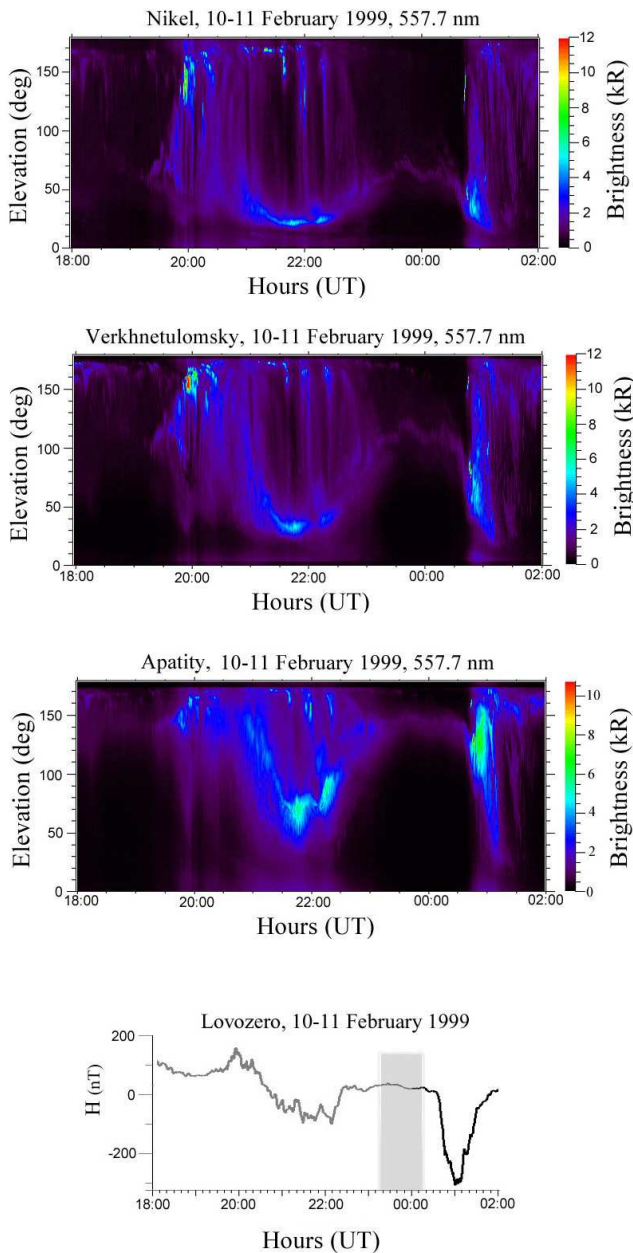 Nikel, 10-11 February 1999, 557.7 nm
Elevation (deg)
150
100
50
0
18:00 20:00 22:00 00:00 02:00
Hours (UT)
12
10
8
6
4
2
0
Brightness (kR)
Verkhnetulomsky, 10-11 February 1999, 557.7 nm
Elevation (deg)
150
100
50
0
18:00 20:00 22:00 00:00 02:00
Hours (UT)
12
10
8
6
4
2
0
Brightness (kR)
Apatity, 10-11 February 1999, 557.7 nm
Elevation (deg)
150
100
50
0
18:00 20:00 22:00 00:00 02:00
Hours (UT)
10
8
6
4
2
0
Brightness (kR)
Lovozero, 10-11 February 1999
H (nT)
200
0
-200
18:00 20:00 22:00 00:00 02:00
Hours (UT)